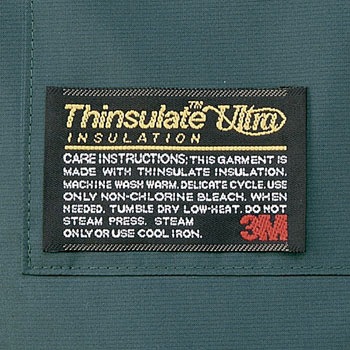 Thinsulate™ Ultra
INSULATION
CARE INSTRUCTIONS: THIS GARMENT IS
MADE WITH THINSULATE INSULATION.
MACHINE WASH WARM. DELICATE CYCLE. USE
ONLY NON-CHLORINE BLEACH. WHEN
NEEDED. TUMBLE DRY LOW-HEAT. DO NOT
STEAM PRESS. STEAM
ONLY OR USE COOL IRON.
3M